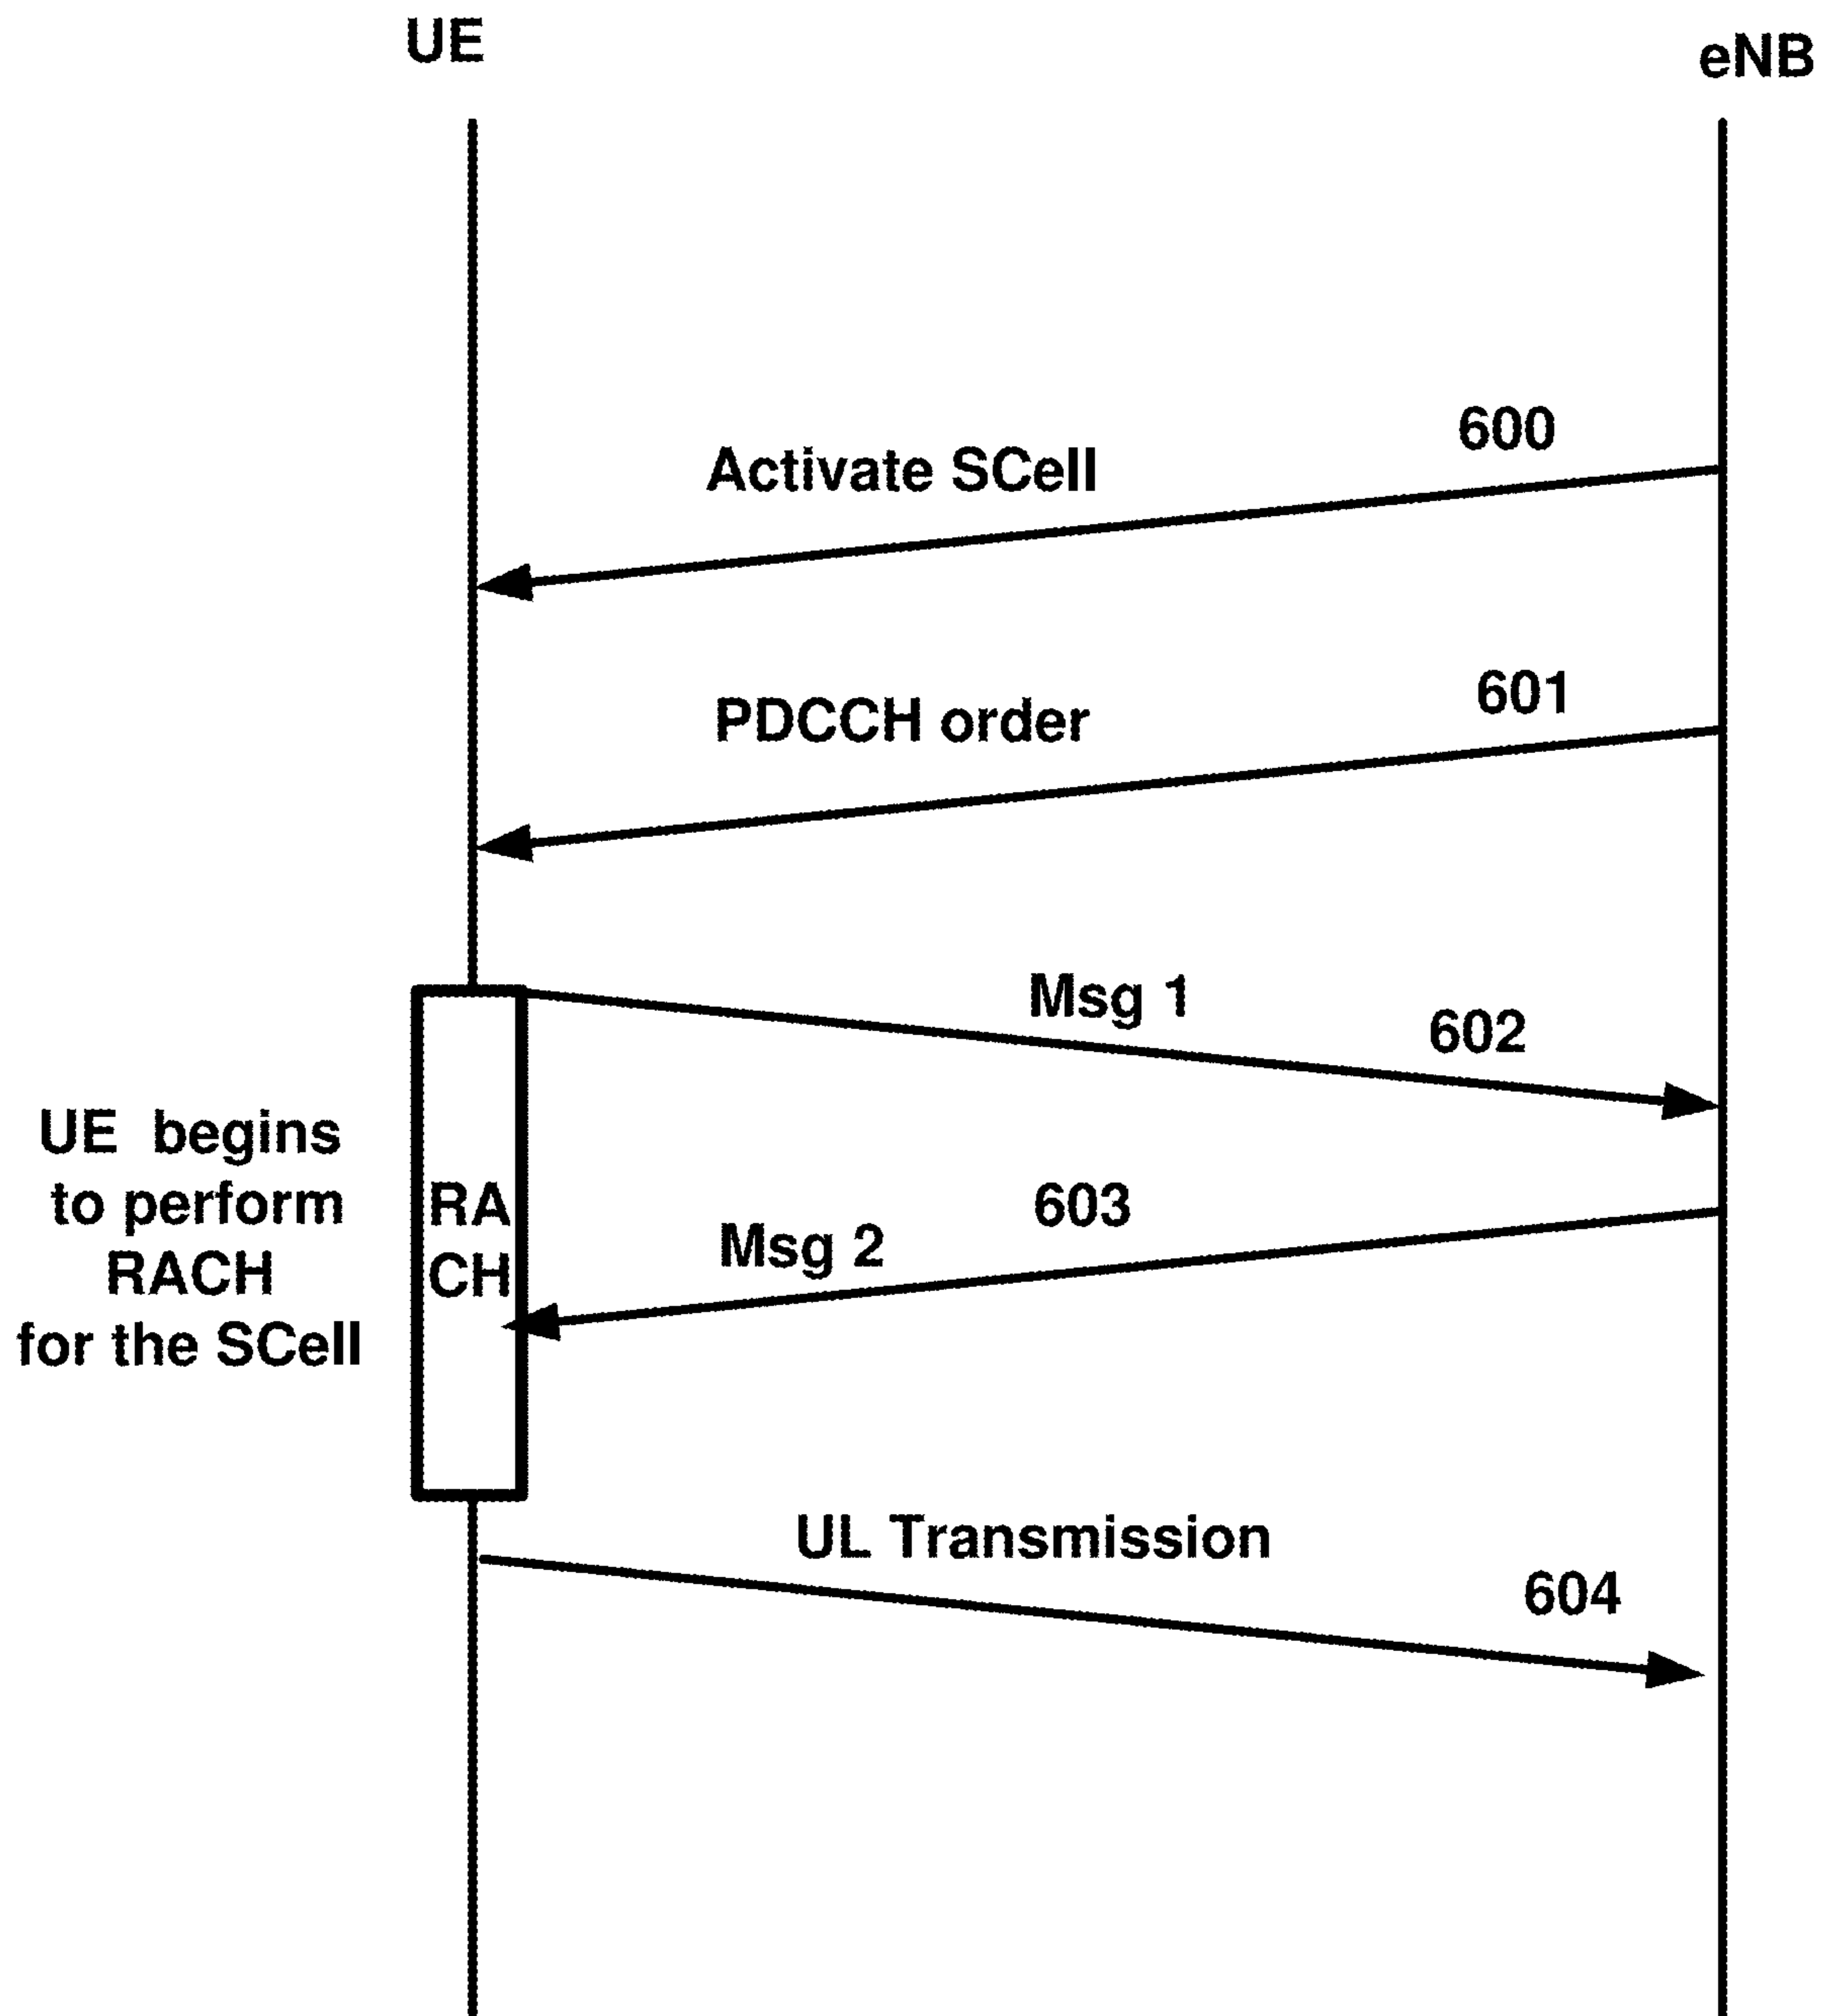 UE
eNB
600
Activate SCell
601
PDCCH order
Msg 1
602
UE begins
to perform
RACH
for the SCell
RA
CH
603
Msg 2
UL Transmission
604